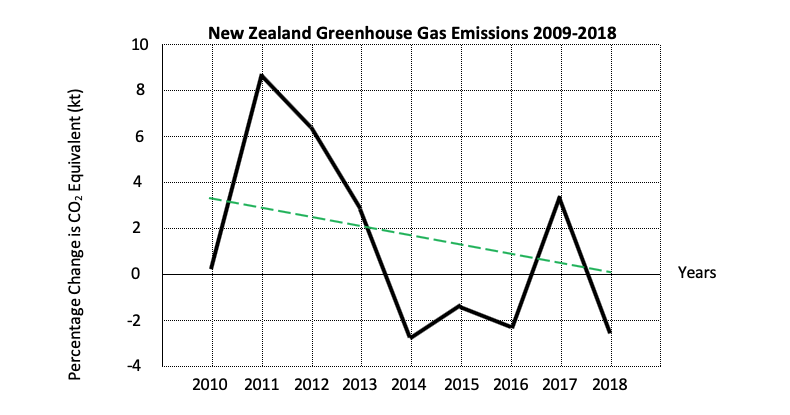 New Zealand Greenhouse Gas Emissions 2009-2018
Percentage Change is CO₂ Equivalent (kt)
10
8
6
4
2
0
-2
-4
Years
2010 2011 2012 2013 2014 2015 2016 2017 2018